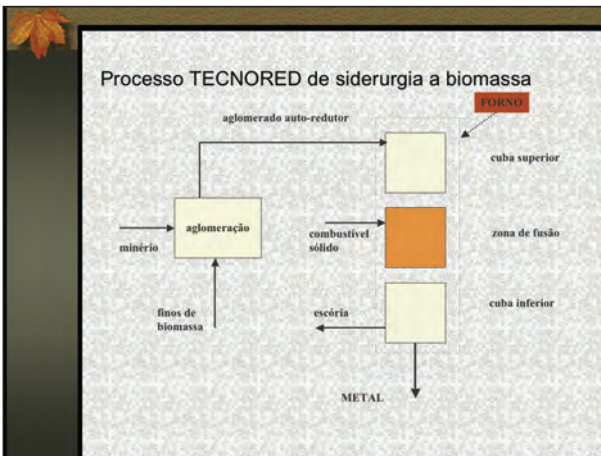 Processo TECNORED de siderurgia a biomassa
FORNO
aglomerado auto-redutor
cuba superior
aglomeração
minério
combustível
sólido
zona de fusão
finos de
biomassa
escória
cuba inferior
METAL